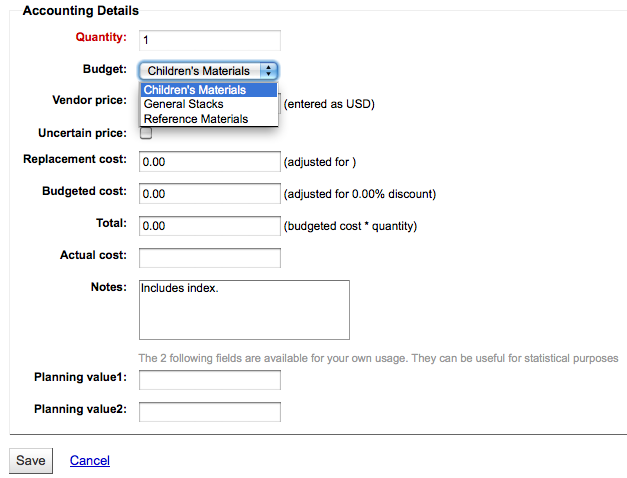 Accounting Details
Quantity: 1
Budget: Children's Materials
Children's Materials
Vendor price: General Stacks (entered as USD)
Reference Materials
Uncertain price:
Replacement cost: 0.00 (adjusted for )
Budgeted cost: 0.00 (adjusted for 0.00% discount)
Total: 0.00 (budgeted cost * quantity)
Actual cost:
Notes: Includes index.
The 2 following fields are available for your own usage. They can be useful for statistical purposes
Planning value1:
Planning value2:
Save Cancel